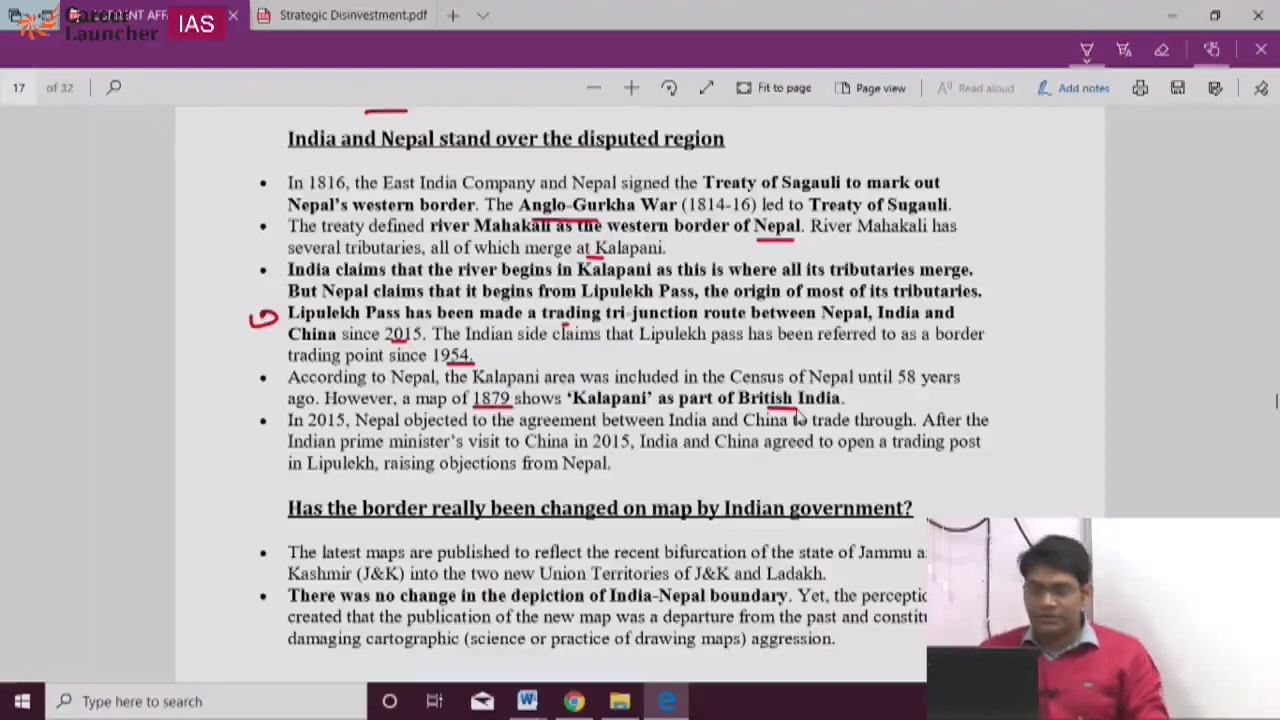 Career
Launcher
IAS
CURRENT AFF
Strategic Disinvestment.pdf
17 of 32
Fit to page
Page view
Read aloud
Add notes
India and Nepal stand over the disputed region
• In 1816, the East India Company and Nepal signed the Treaty of Sagauli to mark out
Nepal's western border. The Anglo-Gurkha War (1814-16) led to Treaty of Sugauli.
• The treaty defined river Mahakali as the western border of Nepal. River Mahakali has
several tributaries, all of which merge at Kalapani.
• India claims that the river begins in Kalapani as this is where all its tributaries merge.
But Nepal claims that it begins from Lipulekh Pass, the origin of most of its tributaries.
Lipulekh Pass has been made a trading tri-junction route between Nepal, India and
China since 2015. The Indian side claims that Lipulekh pass has been referred to as a border
trading point since 1954.
• According to Nepal, the Kalapani area was included in the Census of Nepal until 58 years
ago. However, a map of 1879 shows 'Kalapani' as part of British India.
• In 2015, Nepal objected to the agreement between India and China to trade through. After the
Indian prime minister's visit to China in 2015, India and China agreed to open a trading post
in Lipulekh, raising objections from Nepal.
Has the border really been changed on map by Indian government?
• The latest maps are published to reflect the recent bifurcation of the state of Jammu a
Kashmir (J&K) into the two new Union Territories of J&K and Ladakh.
• There was no change in the depiction of India-Nepal boundary. Yet, the perceptio
created that the publication of the new map was a departure from the past and constitu
damaging cartographic (science or practice of drawing maps) aggression.
Type here to search